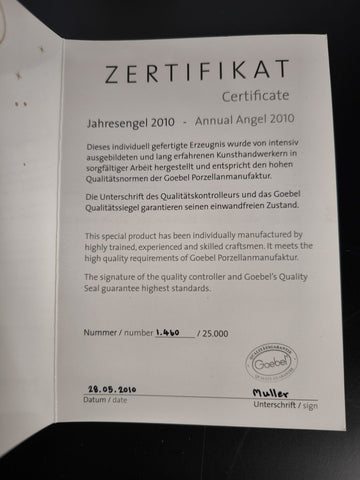 ZERTIFIKAT
Certificate
Jahresengel 2010 - Annual Angel 2010
Dieses individuell gefertigte Erzeugnis wurde von intensiv
ausgebildeten und lang erfahrenen Kunsthandwerkern in
sorgfältiger Arbeit hergestellt und entspricht den hohen
Qualitätsnormen der Goebel Porzellanmanufaktur.
Die Unterschrift des Qualitätskontrolleurs und das Goebel
Qualitätssiegel garantieren seinen einwandfreien Zustand.
This special product has been individually manufactured by
highly trained, experienced and skilled craftsmen. It meets the
high quality requirements of Goebel Porzellanmanufaktur.
The signature of the quality controller and Goebel's Quality
Seal guarantee highest standards.
Nummer / number 1.460 / 25.000
QUALITÄTSGARANTIE
Goebel
QUALITY GUARANTEE
28.05.2010 Muller
Datum / date Unterschrift / sign